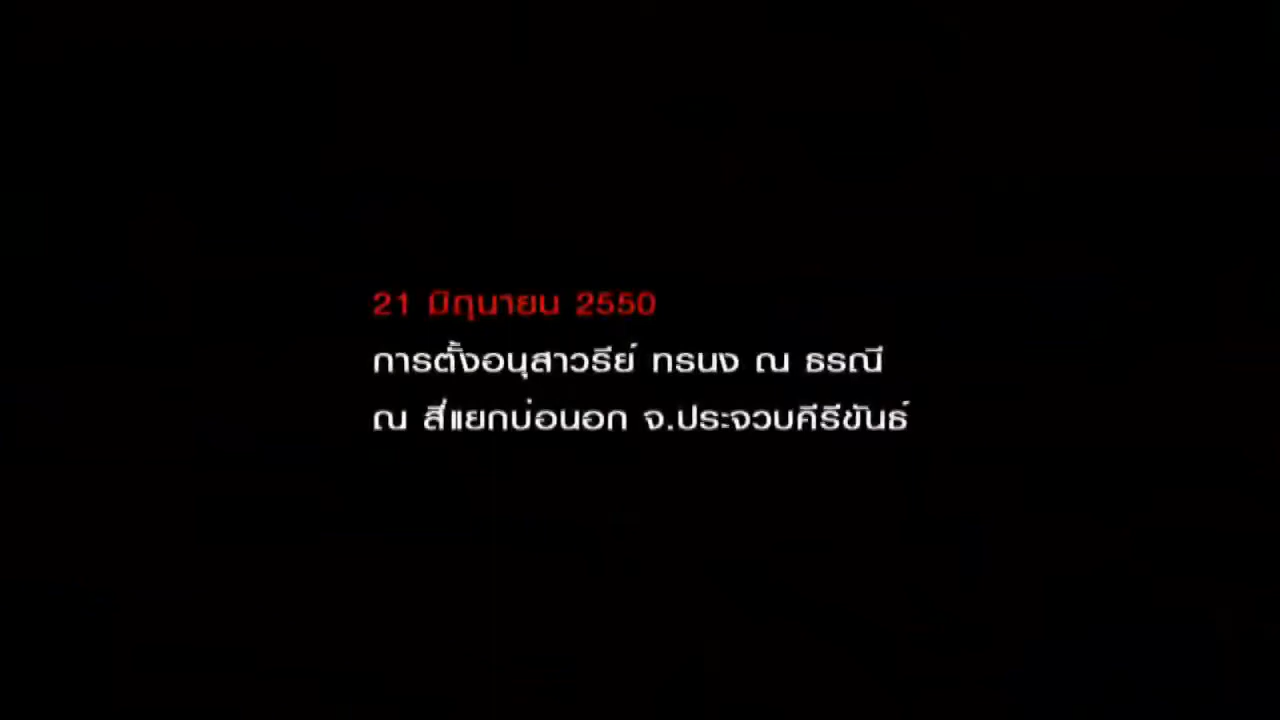 21 มิถุนายน 2550
การตั้งอนุสาวรีย์ ทรนง ณ ธรณี
ณ สี่แยกบ่อนอก จ.ประจวบคีรีขันธ์